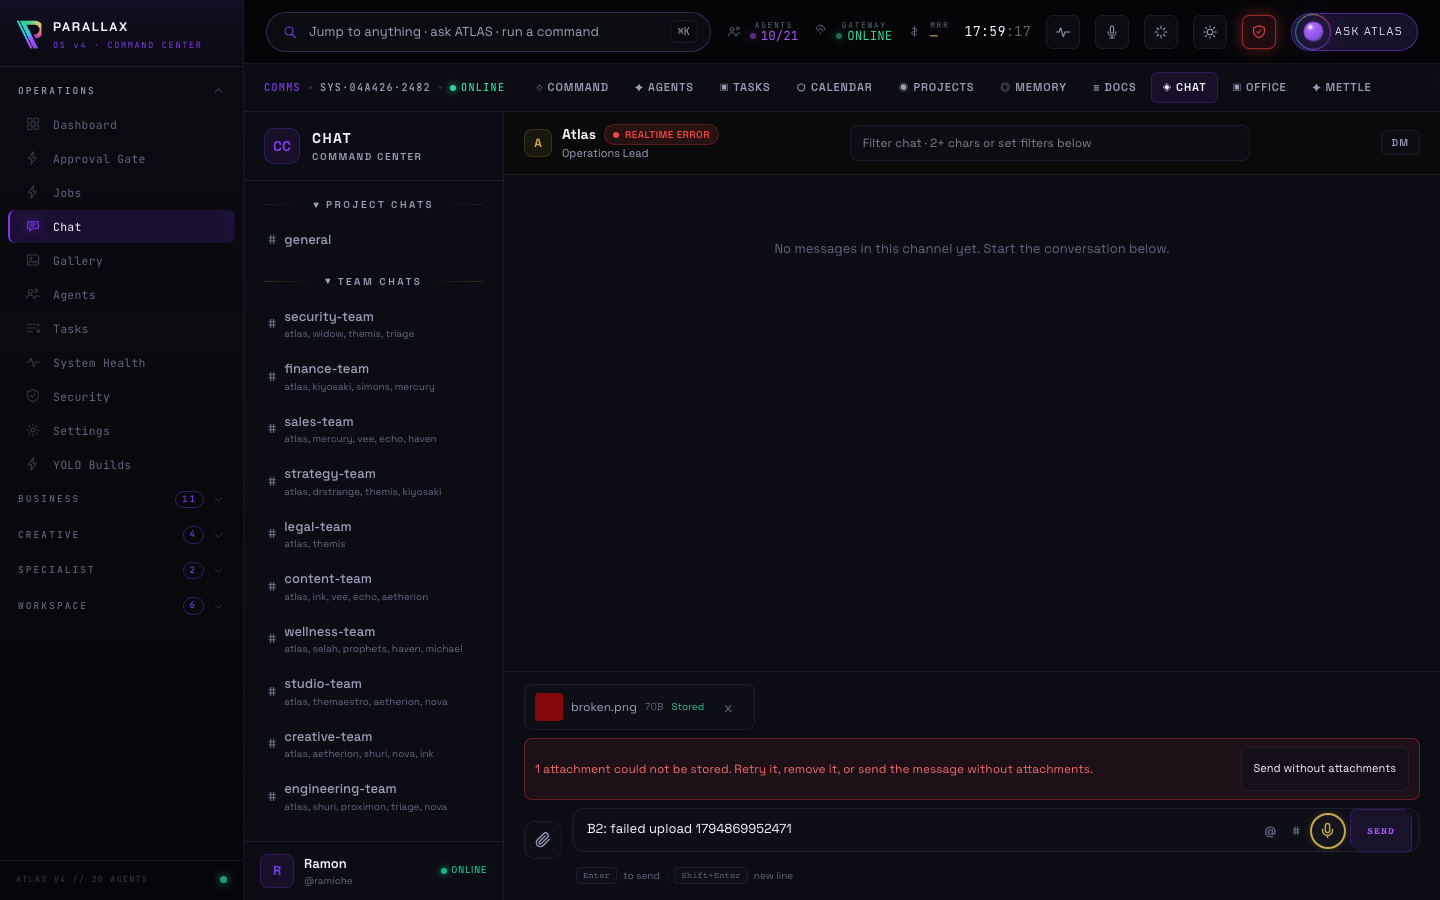 PARALLAX
OS v4 · COMMAND CENTER
OPERATIONS
Dashboard
Approval Gate
Jobs
Chat
Gallery
Agents
Tasks
System Health
Security
Settings
YOLO Builds
BUSINESS 11
CREATIVE 4
SPECIALIST 2
WORKSPACE 6
ATLAS V4 // 20 AGENTS
Jump to anything · ask ATLAS · run a command ⌘K
AGENTS
10/21
GATEWAY
ONLINE
MRR
—
17:59:17
ASK ATLAS
COMMS · SYS·04A426·2482 · ONLINE
COMMAND
AGENTS
TASKS
CALENDAR
PROJECTS
MEMORY
DOCS
CHAT
OFFICE
METTLE
CC
CHAT
COMMAND CENTER
▼ PROJECT CHATS
# general
▼ TEAM CHATS
# security-team
atlas, widow, themis, triage
# finance-team
atlas, kiyosaki, simons, mercury
# sales-team
atlas, mercury, vee, echo, haven
# strategy-team
atlas, drstrange, themis, kiyosaki
# legal-team
atlas, themis
# content-team
atlas, ink, vee, echo, aetherion
# wellness-team
atlas, selah, prophets, haven, michael
# studio-team
atlas, themaestro, aetherion, nova
# creative-team
atlas, aetherion, shuri, nova, ink
# engineering-team
atlas, shuri, proximon, triage, nova
R
Ramon
@ramiche
ONLINE
A
Atlas
REALTIME ERROR
Operations Lead
Filter chat · 2+ chars or set filters below
DM
No messages in this channel yet. Start the conversation below.
broken.png 70B Stored x
1 attachment could not be stored. Retry it, remove it, or send the message without attachments.
Send without attachments
B2: failed upload 1794869952471
@ #
SEND
Enter to send | Shift+Enter new line